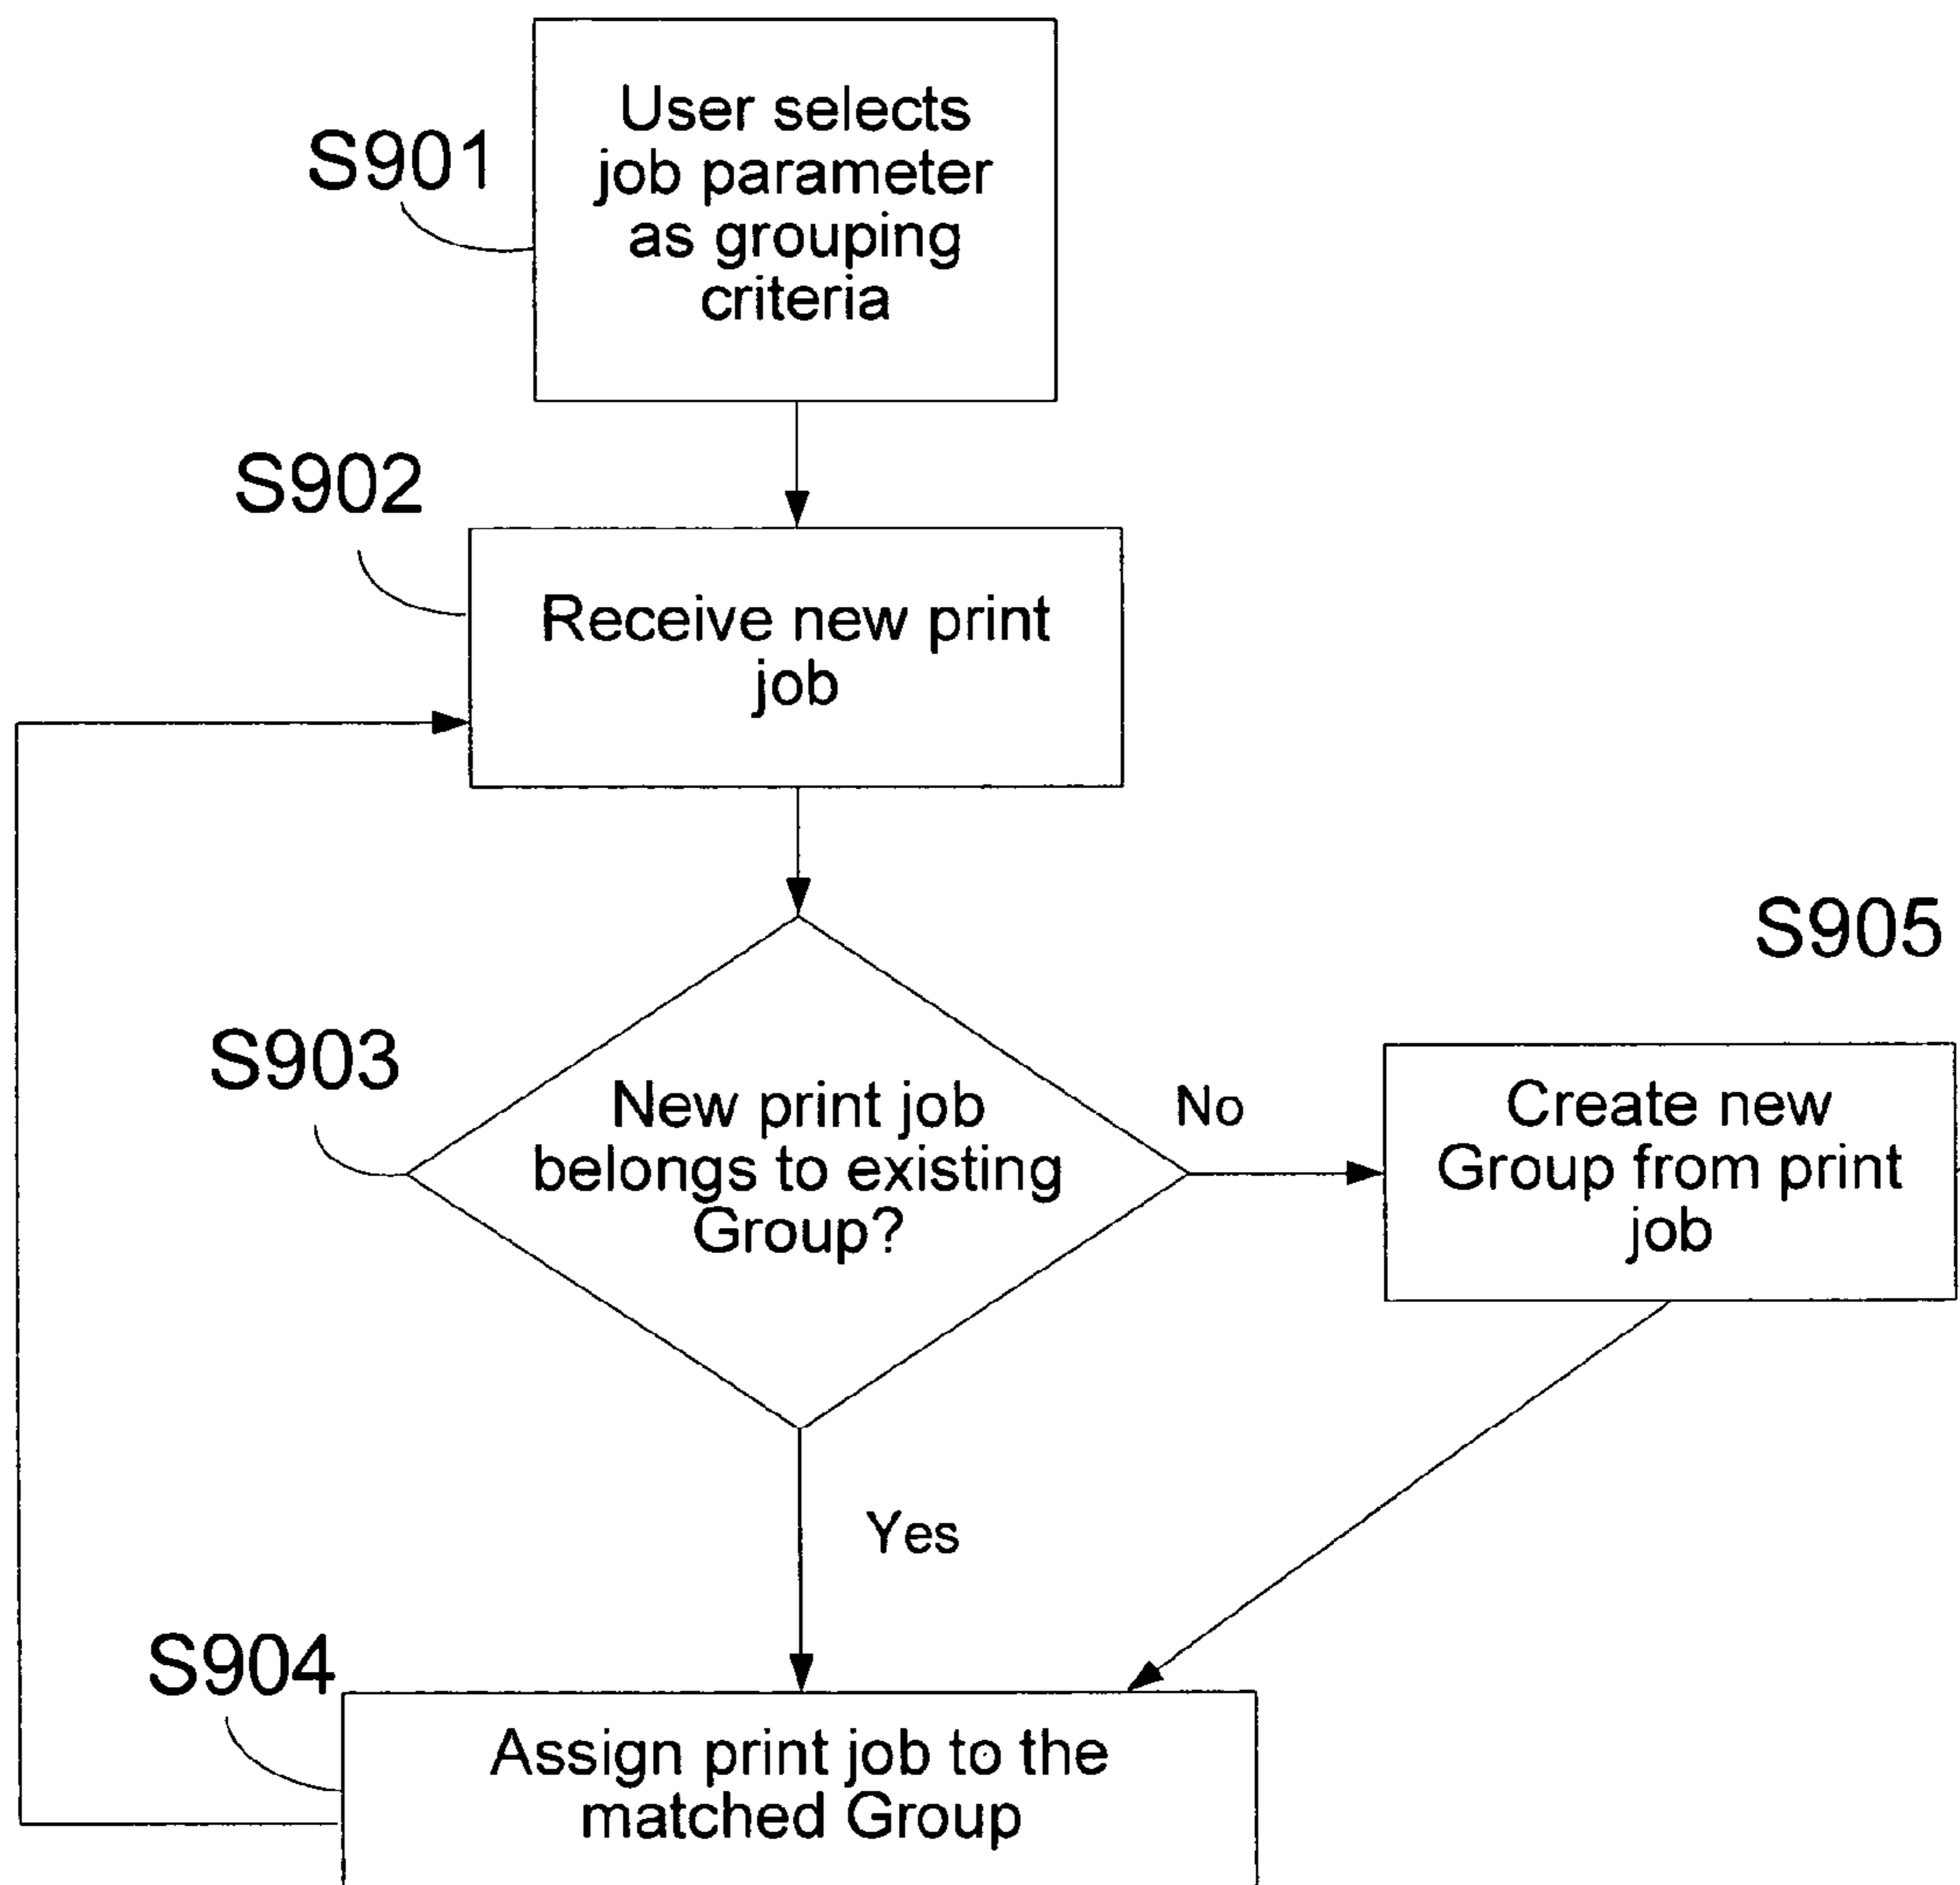 S901
User selects
job parameter
as grouping
criteria
S902
Receive new print
job
S903
New print job
belongs to existing
Group?
No
S905
Create new
Group from print
job
Yes
S904
Assign print job to the
matched Group